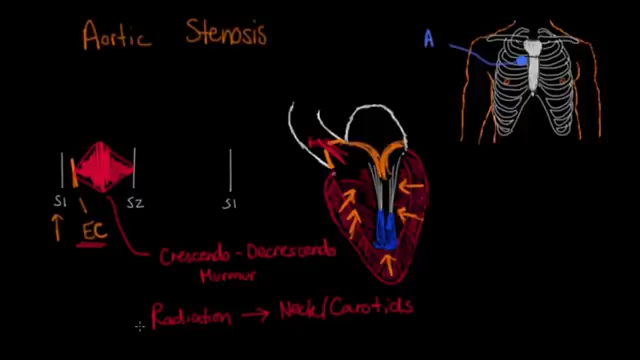 Aortic Stenosis
A
S1 S2 S1
EC
Crescendo-Decrescendo
Murmur
Radiation → Neck/Carotids